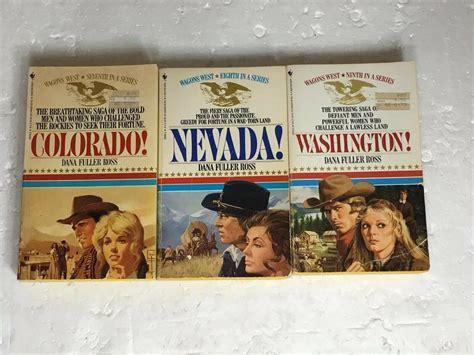 WAGONS WEST • SEVENTH IN A SERIES
THE BREATHTAKING SAGA OF THE BOLD
MEN AND WOMEN WHO CHALLENGED
THE ROCKIES TO SEEK THEIR FORTUNE.
COLORADO!
DANA FULLER ROSS
WAGONS WEST • EIGHTH IN A SERIES
THE FIERY SAGA OF THE
PROUD AND THE PASSIONATE,
GREEDY FOR FORTUNE IN A WAR-TORN LAND
NEVADA!
DANA FULLER ROSS
WAGONS WEST • NINTH IN A SERIES
THE TOWERING SAGA OF
DEFIANT MEN AND
POWERFUL WOMEN WHO
CHALLENGE A LAWLESS LAND
WASHINGTON!
DANA FULLER ROSS